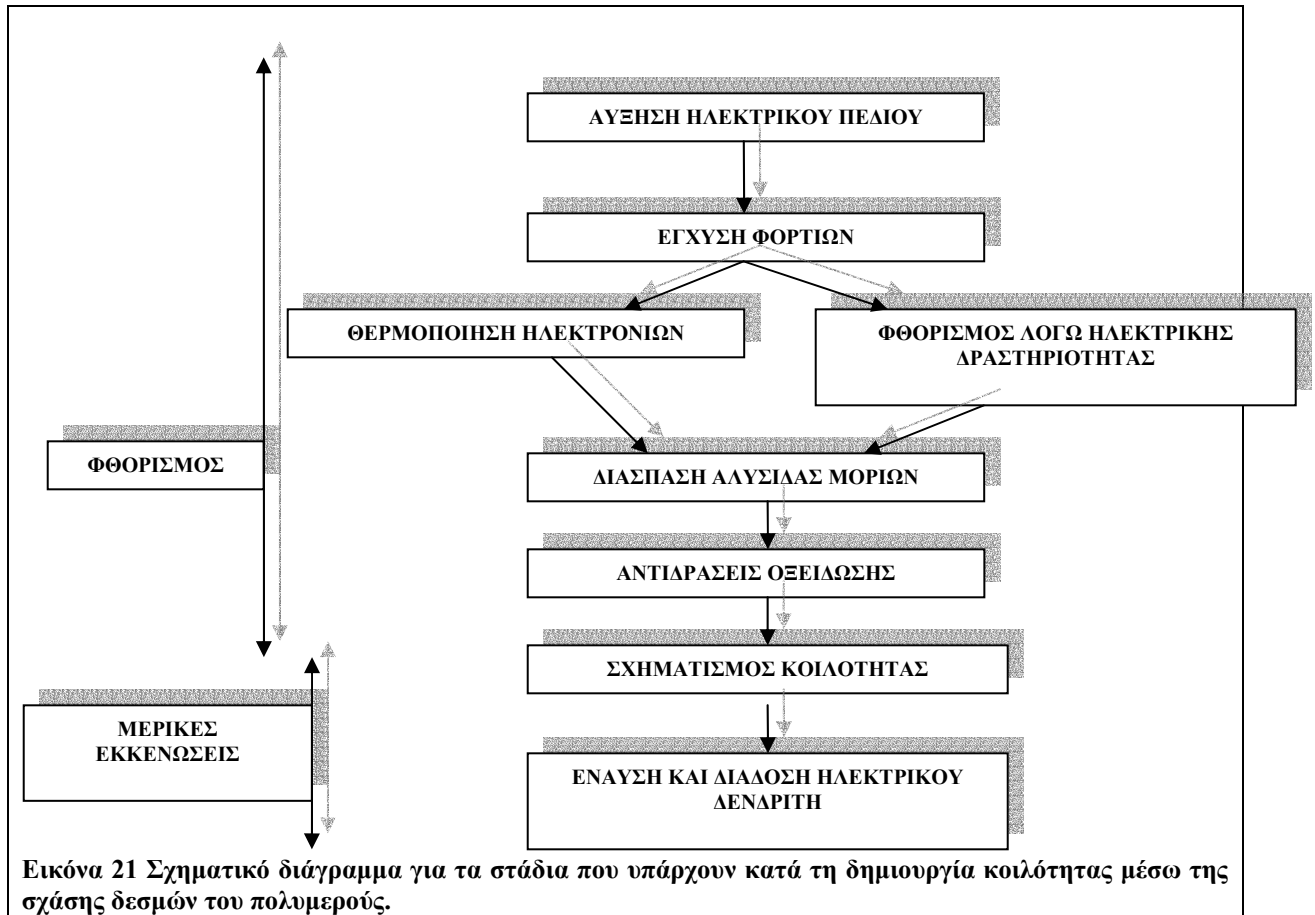 ΑΥΞΗΣΗ ΗΛΕΚΤΡΙΚΟΥ ΠΕΔΙΟΥ
ΕΓΧΥΣΗ ΦΟΡΤΙΩΝ
ΘΕΡΜΟΠΟΙΗΣΗ ΗΛΕΚΤΡΟΝΙΩΝ
ΦΘΟΡΙΣΜΟΣ ΛΟΓΩ ΗΛΕΚΤΡΙΚΗΣ
ΔΡΑΣΤΗΡΙΟΤΗΤΑΣ
ΦΘΟΡΙΣΜΟΣ
ΔΙΑΣΠΑΣΗ ΑΛΥΣΙΔΑΣ ΜΟΡΙΩΝ
ΑΝΤΙΔΡΑΣΕΙΣ ΟΞΕΙΔΩΣΗΣ
ΣΧΗΜΑΤΙΣΜΟΣ ΚΟΙΛΟΤΗΤΑΣ
ΜΕΡΙΚΕΣ
ΕΚΚΕΝΩΣΕΙΣ
ΕΝΑΥΣΗ ΚΑΙ ΔΙΑΔΟΣΗ ΗΛΕΚΤΡΙΚΟΥ
ΔΕΝΔΡΙΤΗ
Εικόνα 21 Σχηματικό διάγραμμα για τα στάδια που υπάρχουν κατά τη δημιουργία κοιλότητας μέσω της
σχάσης δεσμών του πολυμερούς.